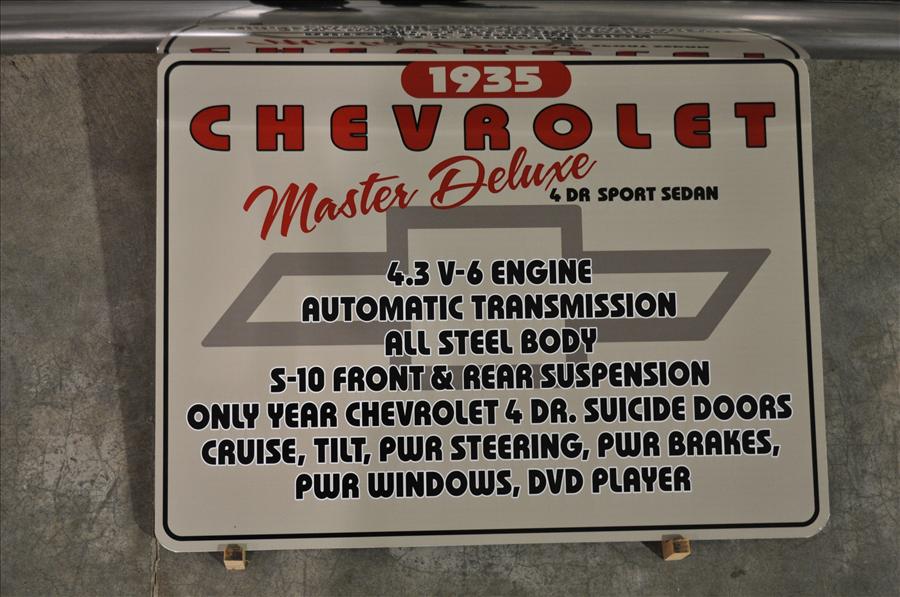 1935
CHEVROLET
Master Deluxe
4 DR SPORT SEDAN
4.3 V-6 ENGINE
AUTOMATIC TRANSMISSION
ALL STEEL BODY
S-10 FRONT & REAR SUSPENSION
ONLY YEAR CHEVROLET 4 DR. SUICIDE DOORS
CRUISE, TILT, PWR STEERING, PWR BRAKES,
PWR WINDOWS, DVD PLAYER